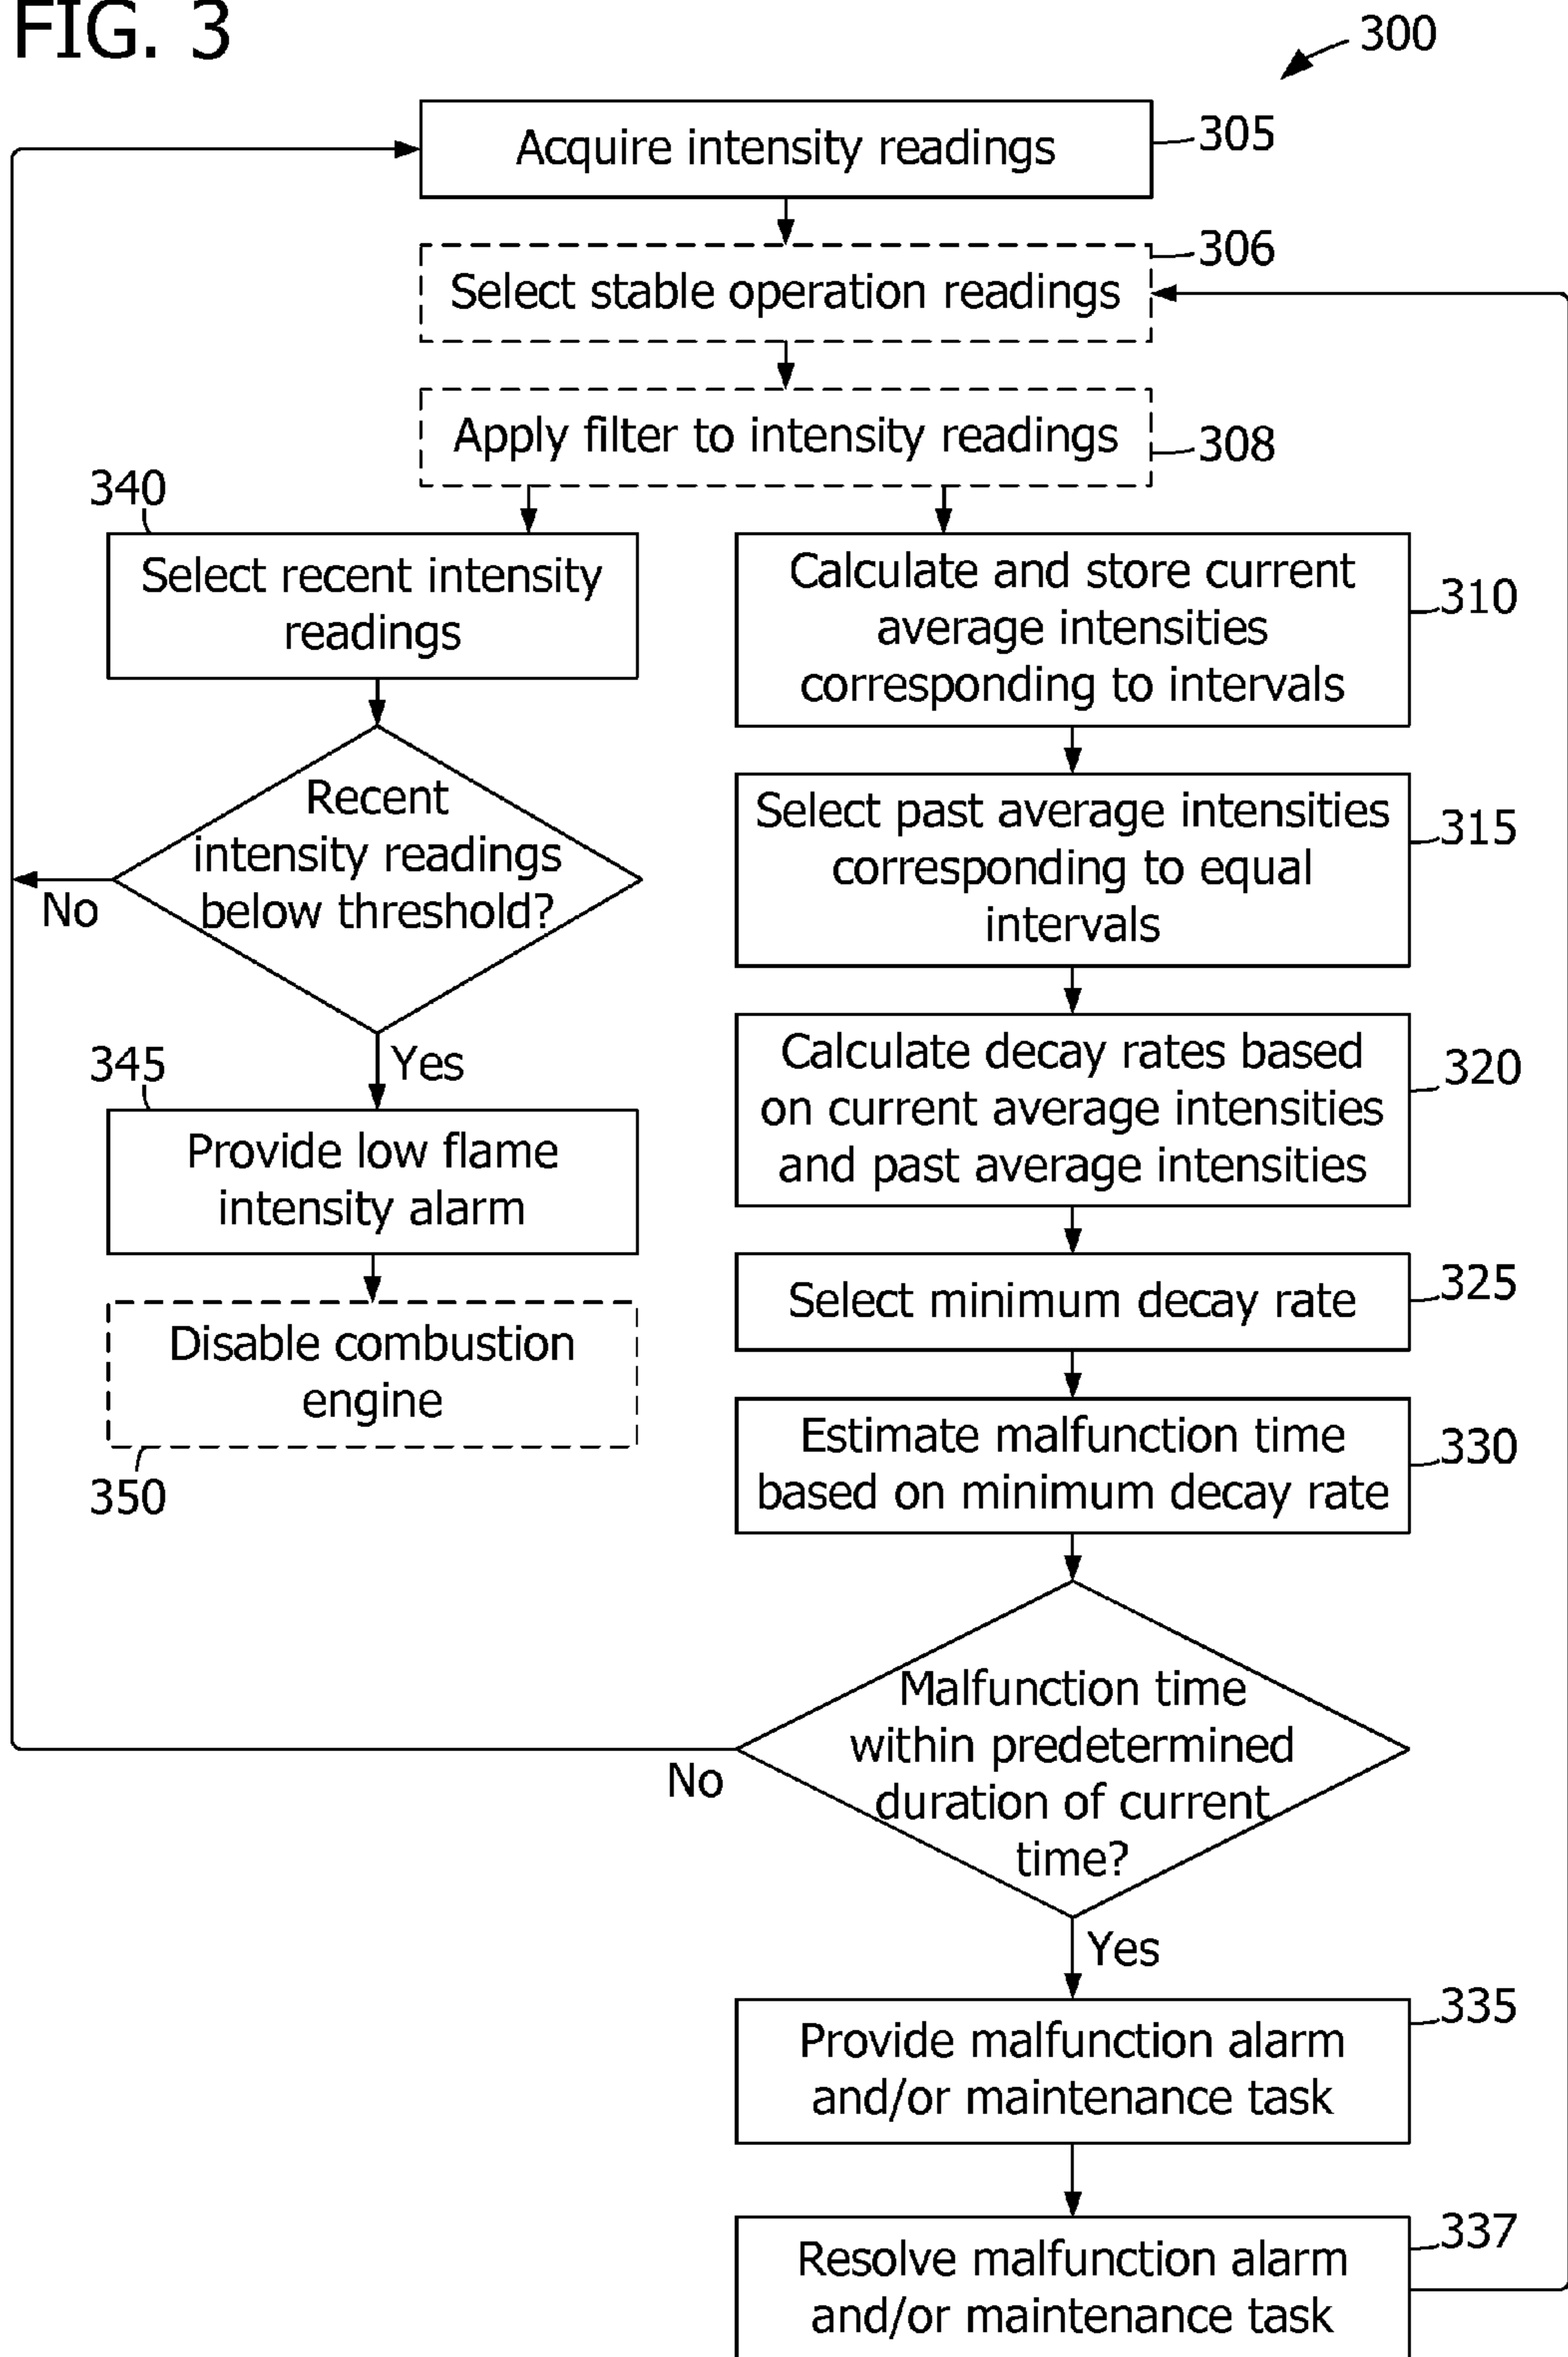 FIG. 3
300
Acquire intensity readings
305
306
Select stable operation readings
Apply filter to intensity readings
308
340
Select recent intensity
readings
Recent
intensity readings
below threshold?
No
Yes
345
Provide low flame
intensity alarm
Disable combustion
engine
350
Calculate and store current
average intensities
corresponding to intervals
310
Select past average intensities
corresponding to equal
intervals
315
Calculate decay rates based
on current average intensities
and past average intensities
320
Select minimum decay rate
325
Estimate malfunction time
based on minimum decay rate
330
Malfunction time
within predetermined
duration of current
time?
No
Yes
335
Provide malfunction alarm
and/or maintenance task
337
Resolve malfunction alarm
and/or maintenance task